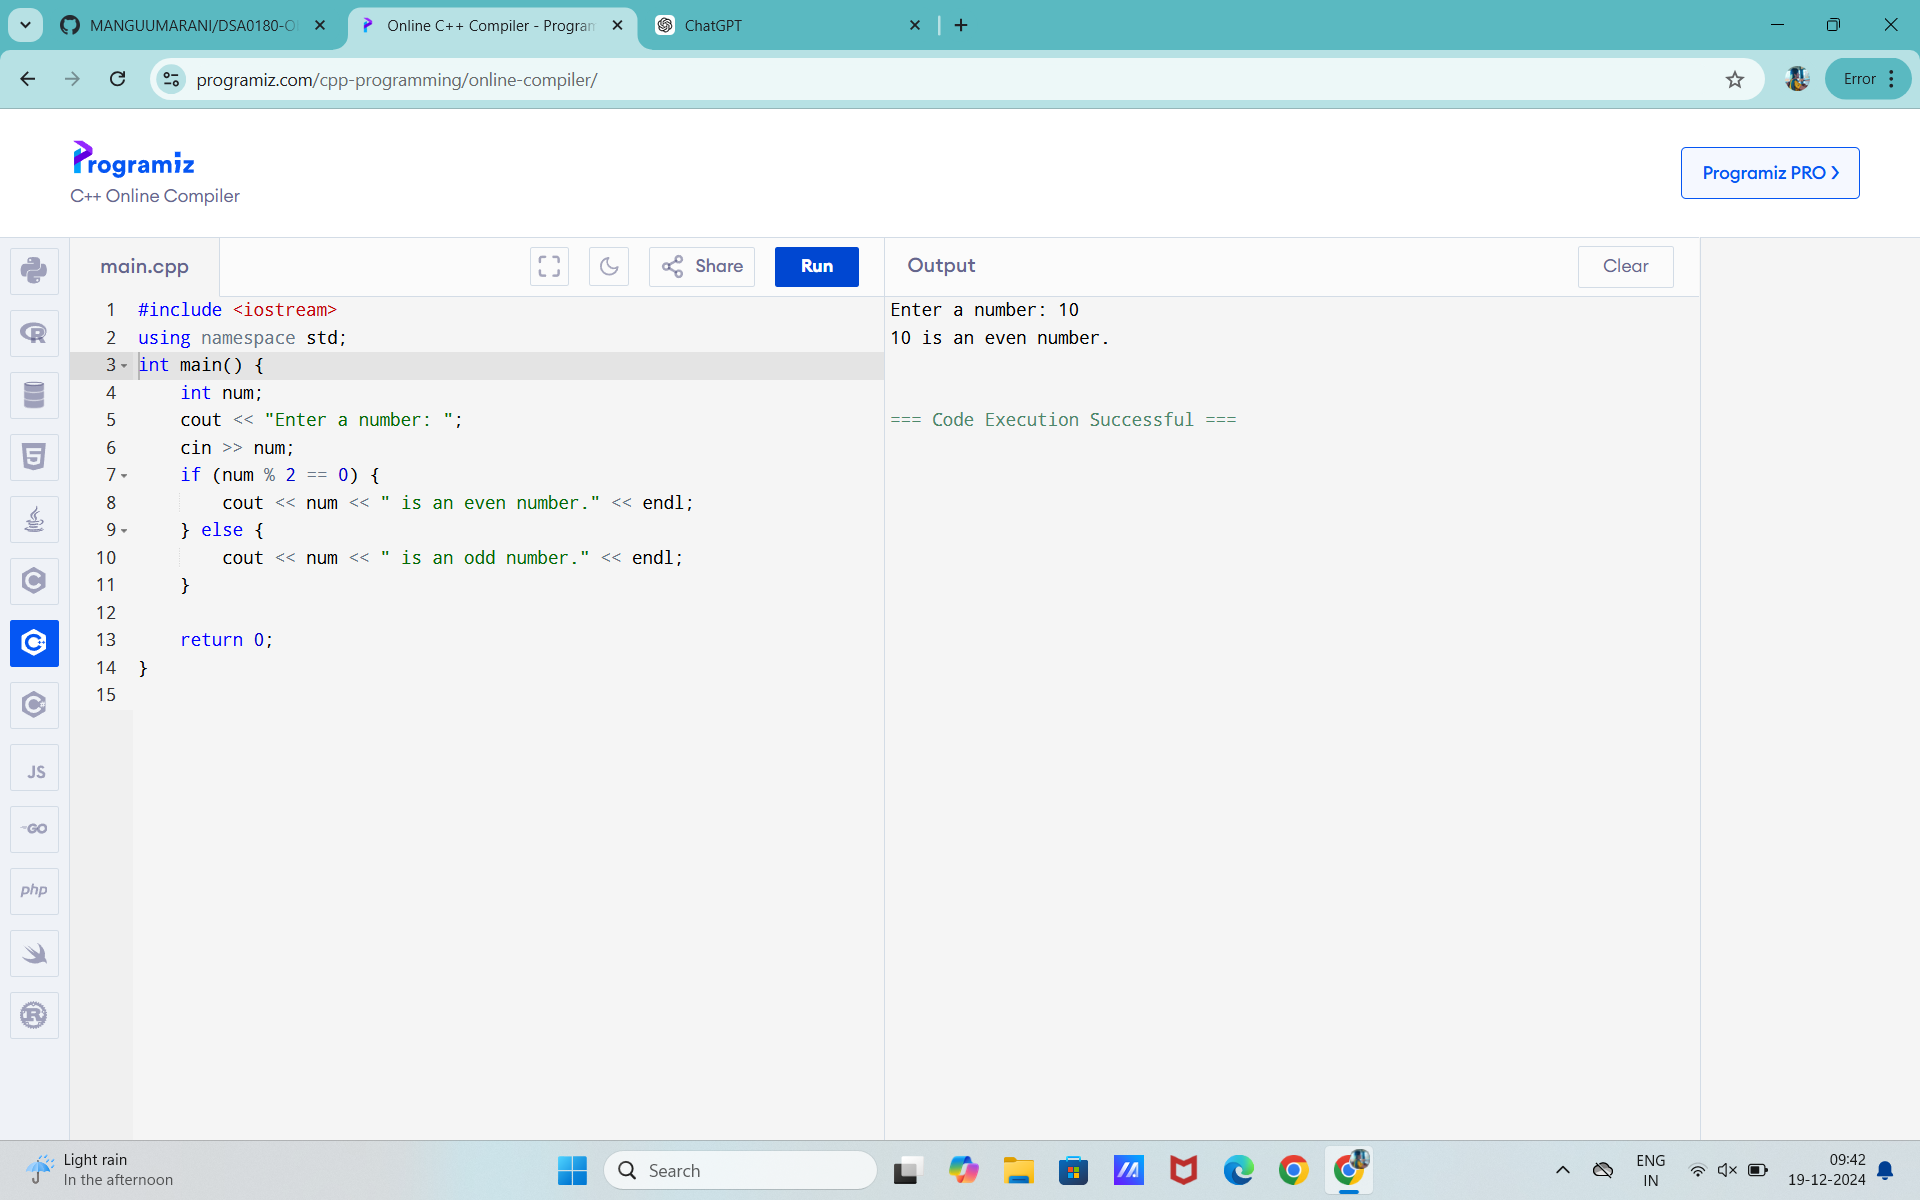 MANGUUMARANI/DSA0180-O
Online C++ Compiler - Program
ChatGPT
programiz.com/cpp-programming/online-compiler/
Error
Programiz
C++ Online Compiler
Programiz PRO
main.cpp
Share
Run
Output
Clear
1 #include <iostream>
2 using namespace std;
3 int main() {
4 int num;
5 cout << "Enter a number: ";
6 cin >> num;
7 if (num % 2 == 0) {
8 cout << num << " is an even number." << endl;
9 } else {
10 cout << num << " is an odd number." << endl;
11 }
12
13 return 0;
14 }
15
Enter a number: 10
10 is an even number.
=== Code Execution Successful ===
JS
GO
php
Light rain
In the afternoon
Search
ENG
IN
09:42
19-12-2024